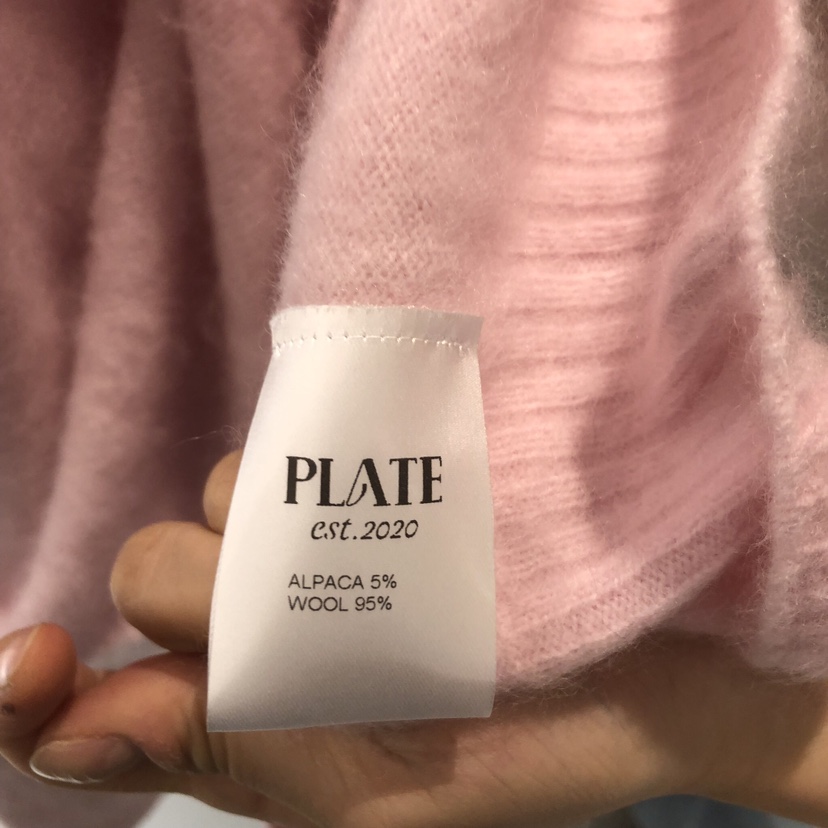 PLATE
est.2020
ALPACA 5%
WOOL 95%